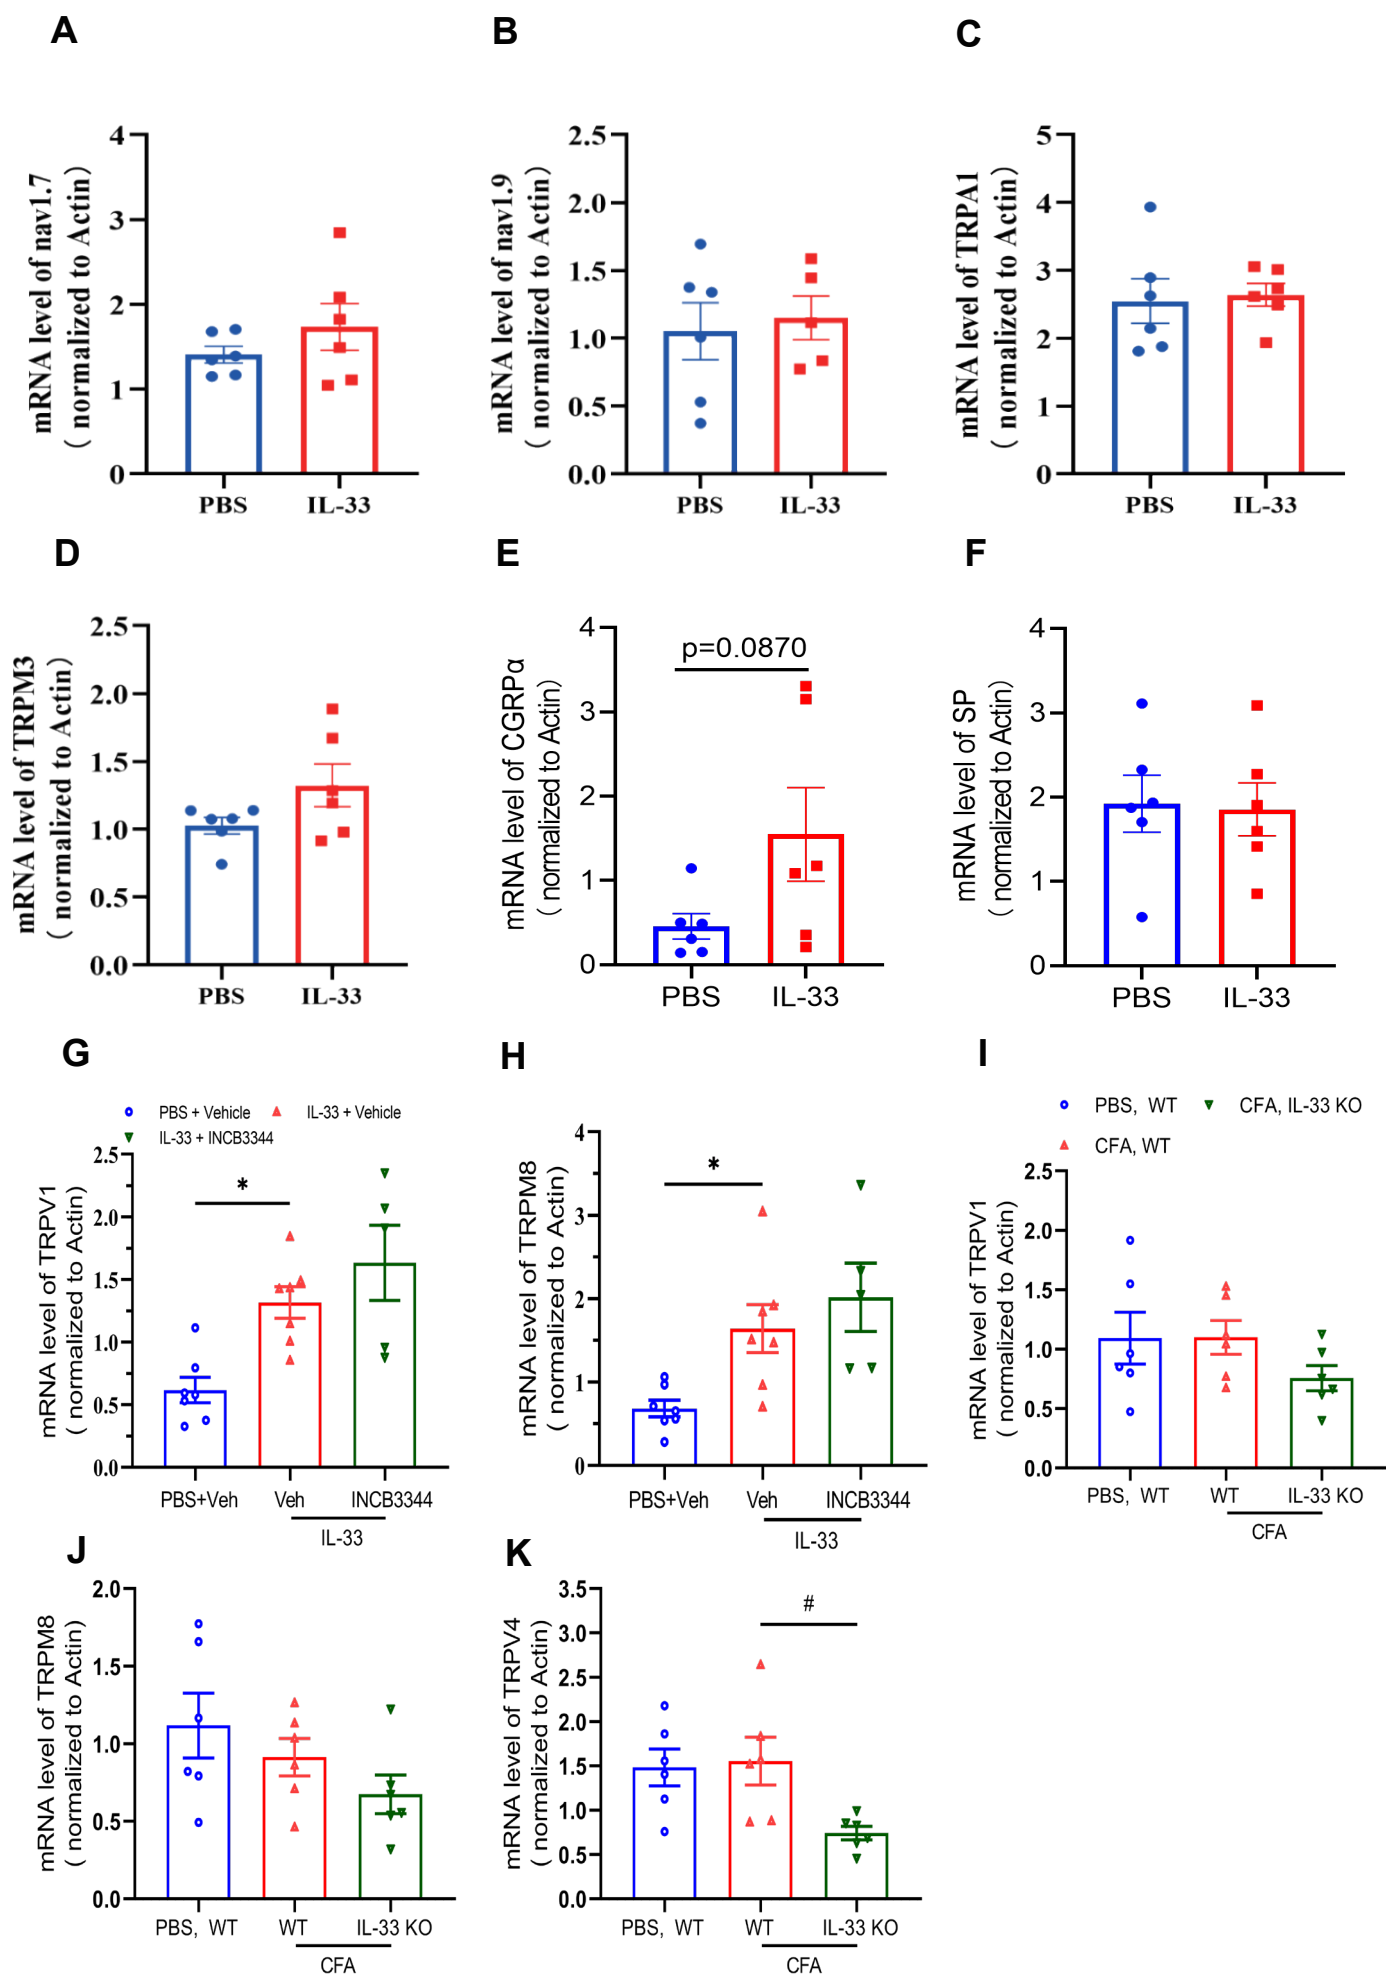 A
mRNA level of nav1.7
( normalized to Actin)
4
3
2
1
0
PBS
IL-33
B
mRNA level of nav1.9
( normalized to Actin)
2.5
2.0
1.5
1.0
0.5
0.0
PBS
IL-33
C
mRNA level of TRPA1
( normalized to Actin)
5
4
3
2
1
0
PBS
IL-33
D
mRNA level of TRPM3
( normalized to Actin)
2.5
2.0
1.5
1.0
0.5
0.0
PBS
IL-33
E
mRNA level of CGRPα
( normalized to Actin)
4
3
2
1
0
p=0.0870
PBS
IL-33
F
mRNA level of SP
( normalized to Actin)
4
3
2
1
0
PBS
IL-33
G
PBS + Vehicle
IL-33 + Vehicle
IL-33 + INCB3344
mRNA level of TRPV1
( normalized to Actin)
2.5
2.0
1.5
1.0
0.5
0.0
*
PBS+Veh
Veh
INCB3344
IL-33
H
mRNA level of TRPM8
( normalized to Actin)
4
3
2
1
0
*
PBS+Veh
Veh
INCB3344
IL-33
I
PBS, WT
CFA, IL-33 KO
CFA, WT
mRNA level of TRPV1
( normalized to Actin)
2.5
2.0
1.5
1.0
0.5
0.0
PBS, WT
WT
IL-33 KO
CFA
J
mRNA level of TRPM8
( normalized to Actin)
2.0
1.5
1.0
0.5
0.0
PBS, WT
WT
IL-33 KO
CFA
K
mRNA level of TRPV4
( normalized to Actin)
3.5
3.0
2.5
2.0
1.5
1.0
0.5
0.0
#
PBS, WT
WT
IL-33 KO
CFA